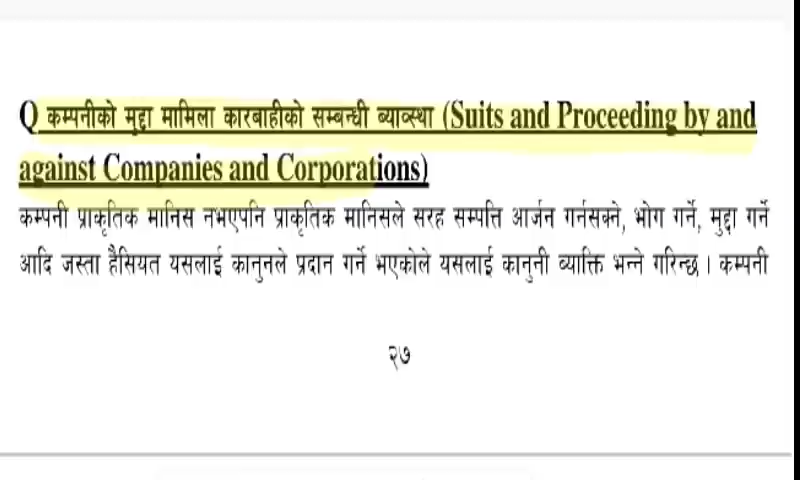 Q कम्पनीको मुद्दा मामिला कारबाहीको सम्बन्धी ब्याव्स्था (Suits and Proceeding by and
against Companies and Corporations)
कम्पनी प्राकृतिक मानिस नभएपनि प्राकृतिक मानिसले सरह सम्पत्ति आर्जन गर्नसक्ने, भोग गर्ने, मुद्दा गर्ने
आदि जस्ता हैसियत यसलाई कानुनले प्रदान गर्ने भएकोले यसलाई कानुनी ब्याक्ति भन्ने गरिन्छ । कम्पनी
२७